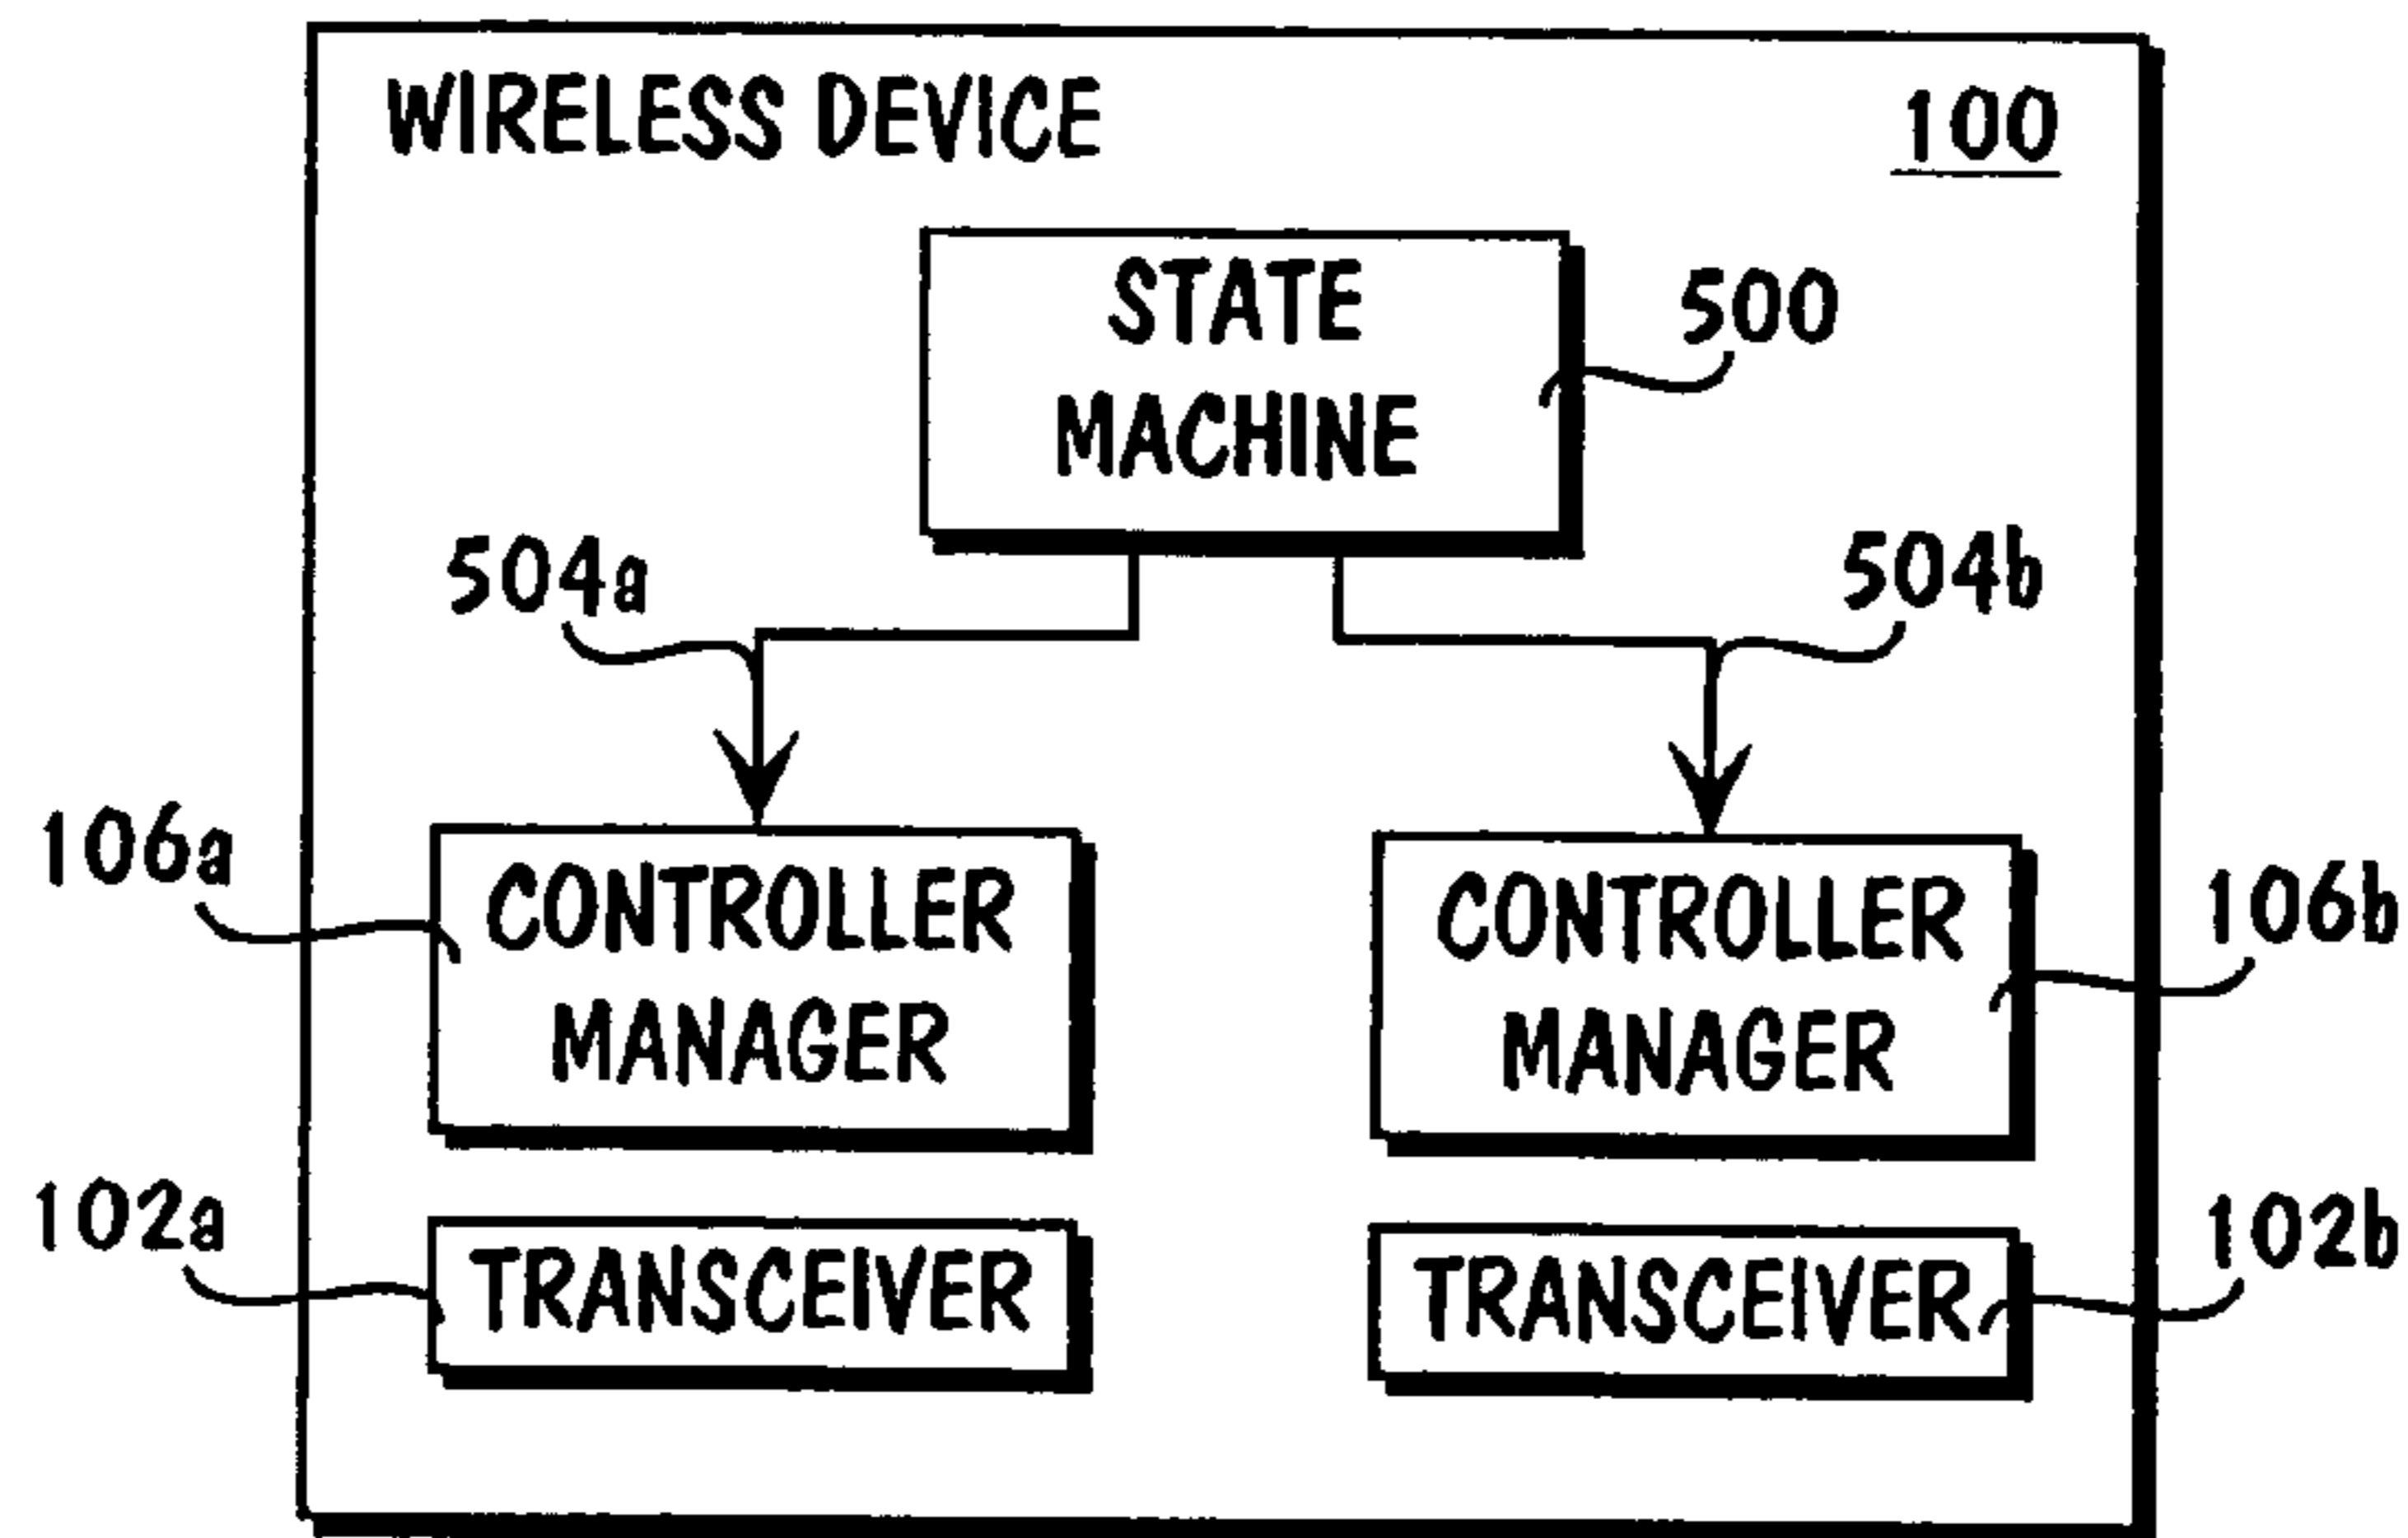 WIRELESS DEVICE
100
STATE
MACHINE
500
504a
504b
106a
CONTROLLER
MANAGER
CONTROLLER
MANAGER
106b
102a
TRANSCEIVER
TRANSCEIVER
102b